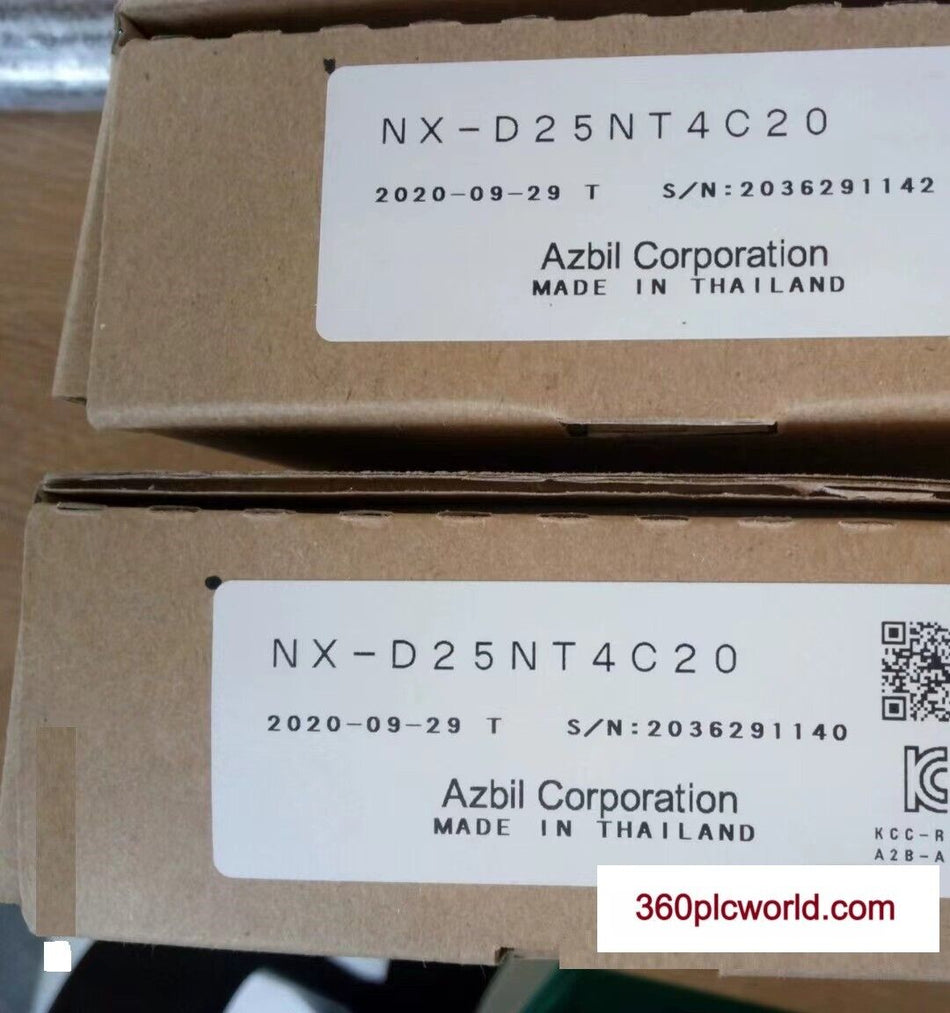 NX-D25NT4C20
2020-09-29 T S/N:2036291142
Azbil Corporation
MADE IN THAILAND
NX-D25NT4C20
2020-09-29 T S/N:2036291140
Azbil Corporation
MADE IN THAILAND
KCC-R
A2B-A
360plcworld.com